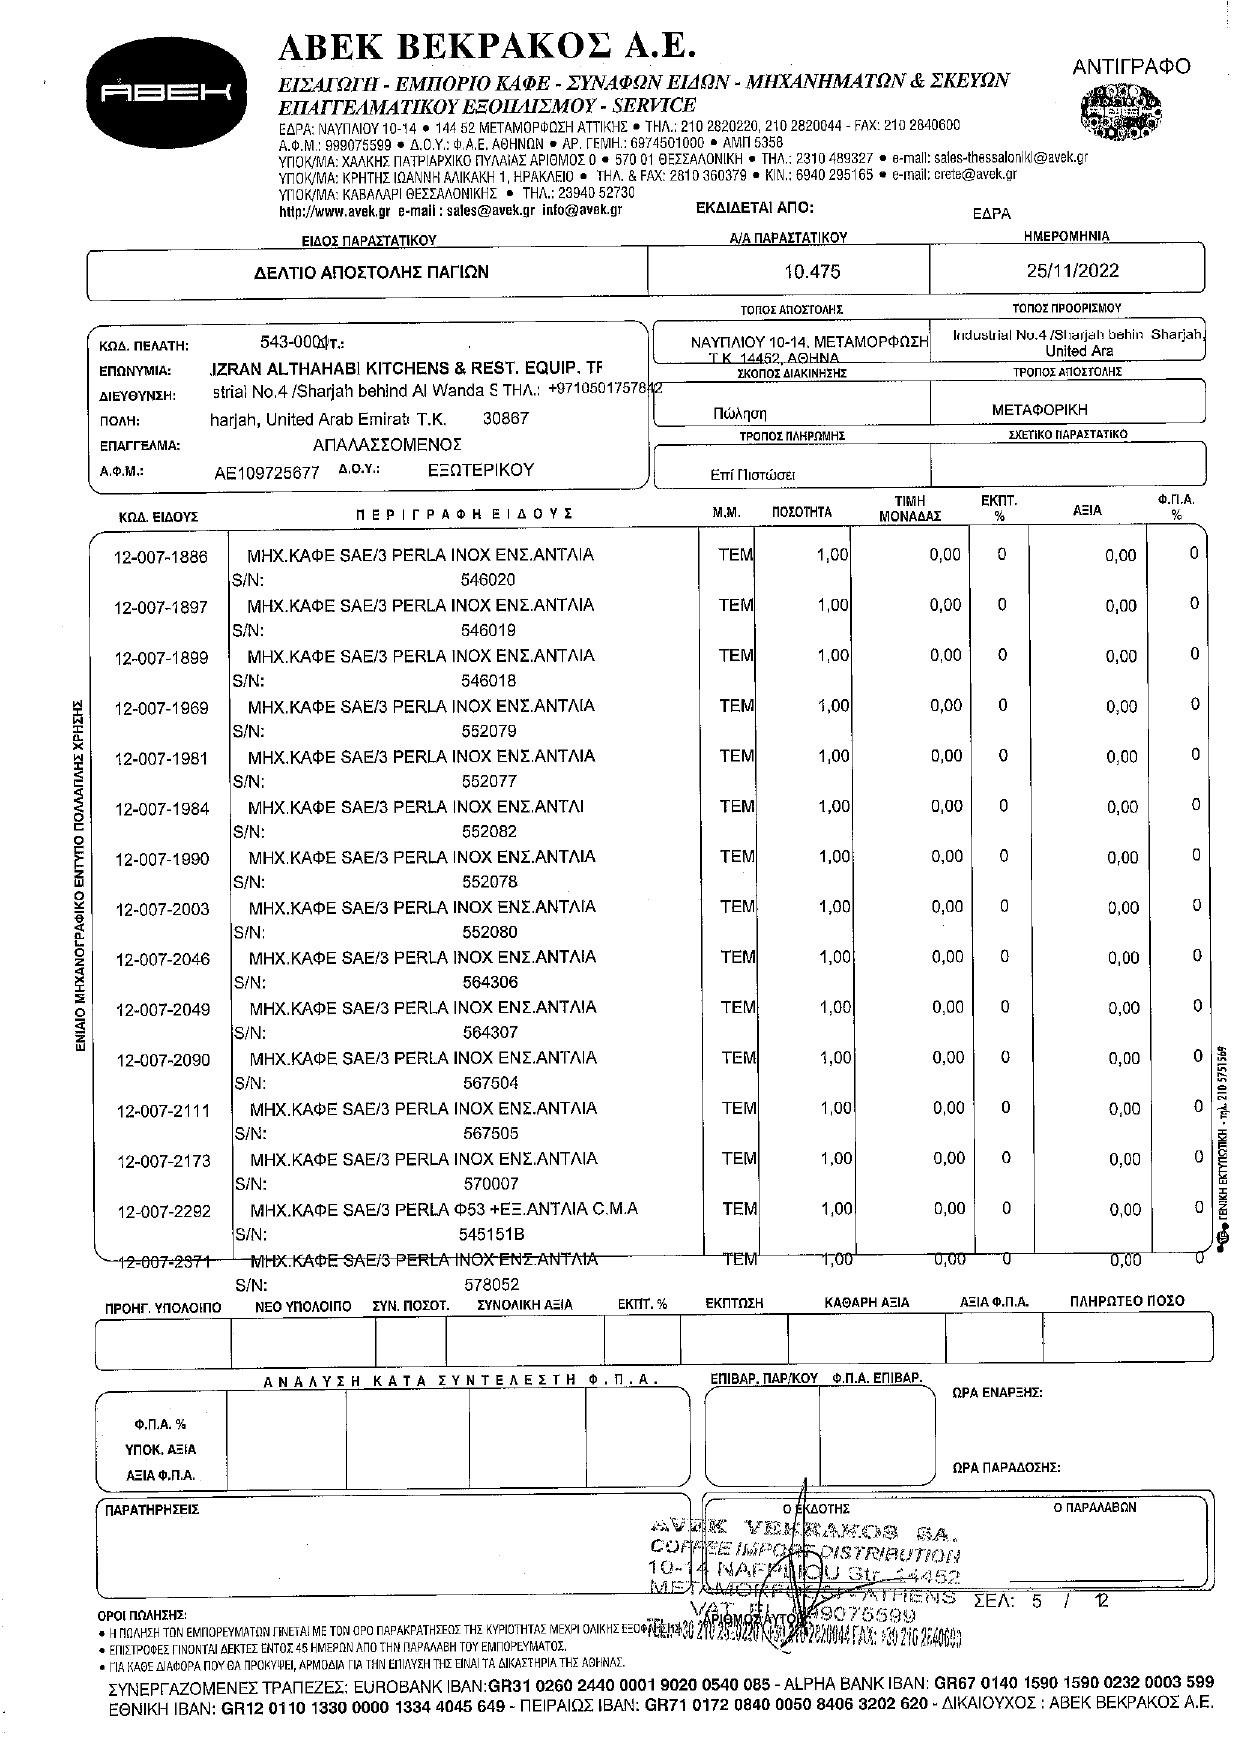 ΑΒΕΚ ΒΕΚΡΑΚΟΣ Α.Ε.
ΑΝΤΙΓΡΑΦΟ
ΑΒΕΚ
ΕΙΣΑΓΩΓΗ - ΕΜΠΟΡΙΟ ΚΑΦΕ - ΣΥΝΑΦΩΝ ΕΙΔΩΝ - ΜΗΧΑΝΗΜΑΤΩΝ & ΣΚΕΥΩΝ
ΕΠΑΓΓΕΛΜΑΤΙΚΟΥ ΕΞΟΠΛΙΣΜΟΥ - SERVICE
ΕΔΡΑ: ΝΑΥΠΛΙΟΥ 10-14 • 144 52 ΜΕΤΑΜΟΡΦΩΣΗ ΑΤΤΙΚΗΣ • ΤΗΛ.: 210 2820220, 210 2820044 - FAX: 210 2840600
Α.Φ.Μ.: 999075599 • Δ.Ο.Υ.: Φ.Α.Ε. ΑΘΗΝΩΝ • ΑΡ. ΓΕΜΗ.: 6974501000 • ΑΜΠ 5358
ΥΠΟΚ/ΜΑ: ΧΑΛΚΗΣ ΠΑΤΡΙΑΡΧΙΚΟ ΠΥΛΑΙΑΣ ΑΡΙΘΜΟΣ 0 • 570 01 ΘΕΣΣΑΛΟΝΙΚΗ • ΤΗΛ.: 2310 489327 • e-mail: sales-thessaloniki@avek.gr
ΥΠΟΚ/ΜΑ: ΚΡΗΤΗΣ ΙΩΑΝΝΗ ΑΛΙΚΑΚΗ 1, ΗΡΑΚΛΕΙΟ • ΤΗΛ. & FAX: 2810 360379 • ΚΙΝ.: 6940 295165 • e-mail: crete@avek.gr
ΥΠΟΚ/ΜΑ: ΚΑΒΑΛΑΡΙ ΘΕΣΣΑΛΟΝΙΚΗΣ • ΤΗΛ.: 23940 52730
http://www.avek.gr e-mail : sales@avek.gr info@avek.gr ΕΚΔΙΔΕΤΑΙ ΑΠΟ: ΕΔΡΑ
ΕΙΔΟΣ ΠΑΡΑΣΤΑΤΙΚΟΥ Α/Α ΠΑΡΑΣΤΑΤΙΚΟΥ ΗΜΕΡΟΜΗΝΙΑ
ΔΕΛΤΙΟ ΑΠΟΣΤΟΛΗΣ ΠΑΓΙΩΝ 10.475 25/11/2022
ΤΟΠΟΣ ΑΠΟΣΤΟΛΗΣ ΤΟΠΟΣ ΠΡΟΟΡΙΣΜΟΥ
ΝΑΥΠΛΙΟΥ 10-14, ΜΕΤΑΜΟΡΦΩΣΗ Industrial No.4 /Sharjah behin Sharjah,
Τ.Κ. 14452, ΑΘΗΝΑ United Ara
ΣΚΟΠΟΣ ΔΙΑΚΙΝΗΣΗΣ ΤΡΟΠΟΣ ΑΠΟΣΤΟΛΗΣ
Πώληση ΜΕΤΑΦΟΡΙΚΗ
ΤΡΟΠΟΣ ΠΛΗΡΩΜΗΣ ΣΧΕΤΙΚΟ ΠΑΡΑΣΤΑΤΙΚΟ
Επί Πιστώσει
ΚΩΔ. ΠΕΛΑΤΗ: 543-0001τ.:
ΕΠΩΝΥΜΙΑ: IZRAN ALTHAHABI KITCHENS & REST. EQUIP. TF
ΔΙΕΥΘΥΝΣΗ: strial No.4 /Sharjah behind Al Wanda S ΤΗΛ.: +971050175784 2
ΠΟΛΗ: harjah, United Arab Emirati Τ.Κ. 30867
ΕΠΑΓΓΕΛΜΑ: ΑΠΑΛΑΣΣΟΜΕΝΟΣ
Α.Φ.Μ.: AE109725677 Δ.Ο.Υ.: ΕΞΩΤΕΡΙΚΟΥ
ΚΩΔ. ΕΙΔΟΥΣ ΠΕΡΙΓΡΑΦΗ ΕΙΔΟΥΣ Μ.Μ. ΠΟΣΟΤΗΤΑ ΤΙΜΗ ΜΟΝΑΔΑΣ ΕΚΠΤ. % ΑΞΙΑ Φ.Π.Α. %
12-007-1886 ΜΗΧ.ΚΑΦΕ SAE/3 PERLA INOX ΕΝΣ.ΑΝΤΛΙΑ ΤΕΜ 1,00 0,00 0 0,00 0
S/N: 546020
12-007-1897 ΜΗΧ.ΚΑΦΕ SAE/3 PERLA INOX ΕΝΣ.ΑΝΤΛΙΑ ΤΕΜ 1,00 0,00 0 0,00 0
S/N: 546019
12-007-1899 ΜΗΧ.ΚΑΦΕ SAE/3 PERLA INOX ΕΝΣ.ΑΝΤΛΙΑ ΤΕΜ 1,00 0,00 0 0,00 0
S/N: 546018
12-007-1969 ΜΗΧ.ΚΑΦΕ SAE/3 PERLA INOX ΕΝΣ.ΑΝΤΛΙΑ ΤΕΜ 1,00 0,00 0 0,00 0
S/N: 552079
12-007-1981 ΜΗΧ.ΚΑΦΕ SAE/3 PERLA INOX ΕΝΣ.ΑΝΤΛΙΑ ΤΕΜ 1,00 0,00 0 0,00 0
S/N: 552077
12-007-1984 ΜΗΧ.ΚΑΦΕ SAE/3 PERLA INOX ΕΝΣ.ΑΝΤΛΙ ΤΕΜ 1,00 0,00 0 0,00 0
S/N: 552082
12-007-1990 ΜΗΧ.ΚΑΦΕ SAE/3 PERLA INOX ΕΝΣ.ΑΝΤΛΙΑ ΤΕΜ 1,00 0,00 0 0,00 0
S/N: 552078
12-007-2003 ΜΗΧ.ΚΑΦΕ SAE/3 PERLA INOX ΕΝΣ.ΑΝΤΛΙΑ ΤΕΜ 1,00 0,00 0 0,00 0
S/N: 552080
12-007-2046 ΜΗΧ.ΚΑΦΕ SAE/3 PERLA INOX ΕΝΣ.ΑΝΤΛΙΑ ΤΕΜ 1,00 0,00 0 0,00 0
S/N: 564306
12-007-2049 ΜΗΧ.ΚΑΦΕ SAE/3 PERLA INOX ΕΝΣ.ΑΝΤΛΙΑ ΤΕΜ 1,00 0,00 0 0,00 0
S/N: 564307
12-007-2090 ΜΗΧ.ΚΑΦΕ SAE/3 PERLA INOX ΕΝΣ.ΑΝΤΛΙΑ ΤΕΜ 1,00 0,00 0 0,00 0
S/N: 567504
12-007-2111 ΜΗΧ.ΚΑΦΕ SAE/3 PERLA INOX ΕΝΣ.ΑΝΤΛΙΑ ΤΕΜ 1,00 0,00 0 0,00 0
S/N: 567505
12-007-2173 ΜΗΧ.ΚΑΦΕ SAE/3 PERLA INOX ΕΝΣ.ΑΝΤΛΙΑ ΤΕΜ 1,00 0,00 0 0,00 0
S/N: 570007
12-007-2292 ΜΗΧ.ΚΑΦΕ SAE/3 PERLA Φ53 +ΕΞ.ΑΝΤΛΙΑ C.M.A ΤΕΜ 1,00 0,00 0 0,00 0
S/N: 545151B
12-007-2371 ΜΗΧ.ΚΑΦΕ SAE/3 PERLA INOX ΕΝΣ.ΑΝΤΛΙΑ ΤΕΜ 1,00 0,00 0 0,00 0
S/N: 578052
ΕΝΙΑΙΟ ΜΗΧΑΝΟΓΡΑΦΙΚΟ ΕΝΤΥΠΟ ΠΟΛΛΑΠΛΗΣ ΧΡΗΣΗΣ
ΓΕΝΙΚΗ ΕΚΤΥΠΩΤΙΚΗ - τηλ. 210 5751569
ΠΡΟΗΓ. ΥΠΟΛΟΙΠΟ ΝΕΟ ΥΠΟΛΟΙΠΟ ΣΥΝ. ΠΟΣΟΤ. ΣΥΝΟΛΙΚΗ ΑΞΙΑ ΕΚΠΤ. % ΕΚΠΤΩΣΗ ΚΑΘΑΡΗ ΑΞΙΑ ΑΞΙΑ Φ.Π.Α. ΠΛΗΡΩΤΕΟ ΠΟΣΟ
ΑΝΑΛΥΣΗ ΚΑΤΑ ΣΥΝΤΕΛΕΣΤΗ Φ.Π.Α. ΕΠΙΒΑΡ. ΠΑΡ/ΚΟΥ Φ.Π.Α. ΕΠΙΒΑΡ.
ΩΡΑ ΕΝΑΡΞΗΣ:
Φ.Π.Α. %
ΥΠΟΚ. ΑΞΙΑ
ΑΞΙΑ Φ.Π.Α.
ΩΡΑ ΠΑΡΑΔΟΣΗΣ:
ΠΑΡΑΤΗΡΗΣΕΙΣ Ο ΕΚΔΟΤΗΣ Ο ΠΑΡΑΛΑΒΩΝ
AVEK VEKRAKOS SA.
COFFEE IMPORT DISTRIBUTION
10-14 NAFPLIOU Str. 14452
ATHENS
VAT
ΣΕΛ: 5 / 12
ΟΡΟΙ ΠΩΛΗΣΗΣ:
• Η ΠΩΛΗΣΗ ΤΩΝ ΕΜΠΟΡΕΥΜΑΤΩΝ ΓΙΝΕΤΑΙ ΜΕ ΤΟΝ ΟΡΟ ΠΑΡΑΚΡΑΤΗΣΕΩΣ ΤΗΣ ΚΥΡΙΟΤΗΤΑΣ ΜΕΧΡΙ ΟΛΙΚΗΣ
• ΕΠΙΣΤΡΟΦΕΣ ΓΙΝΟΝΤΑΙ ΔΕΚΤΕΣ ΕΝΤΟΣ 45 ΗΜΕΡΩΝ ΑΠΟ ΤΗΝ ΠΑΡΑΛΑΒΗ ΤΟΥ ΕΜΠΟΡΕΥΜΑΤΟΣ.
• ΓΙΑ ΚΑΘΕ ΔΙΑΦΟΡΑ ΠΟΥ ΘΑ ΠΡΟΚΥΨΕΙ, ΑΡΜΟΔΙΑ ΓΙΑ ΤΗΝ ΕΠΙΛΥΣΗ ΤΗΣ ΕΙΝΑΙ ΤΑ ΔΙΚΑΣΤΗΡΙΑ ΤΗΣ ΑΘΗΝΑΣ.
ΣΥΝΕΡΓΑΖΟΜΕΝΕΣ ΤΡΑΠΕΖΕΣ: EUROBANK IBAN:GR31 0260 2440 0001 9020 0540 085 - ALPHA BANK IBAN: GR67 0140 1590 1590 0232 0003 599
ΕΘΝΙΚΗ IBAN: GR12 0110 1330 0000 1334 4045 649 - ΠΕΙΡΑΙΩΣ IBAN: GR71 0172 0840 0050 8406 3202 620 - ΔΙΚΑΙΟΥΧΟΣ : ΑΒΕΚ ΒΕΚΡΑΚΟΣ Α.Ε.